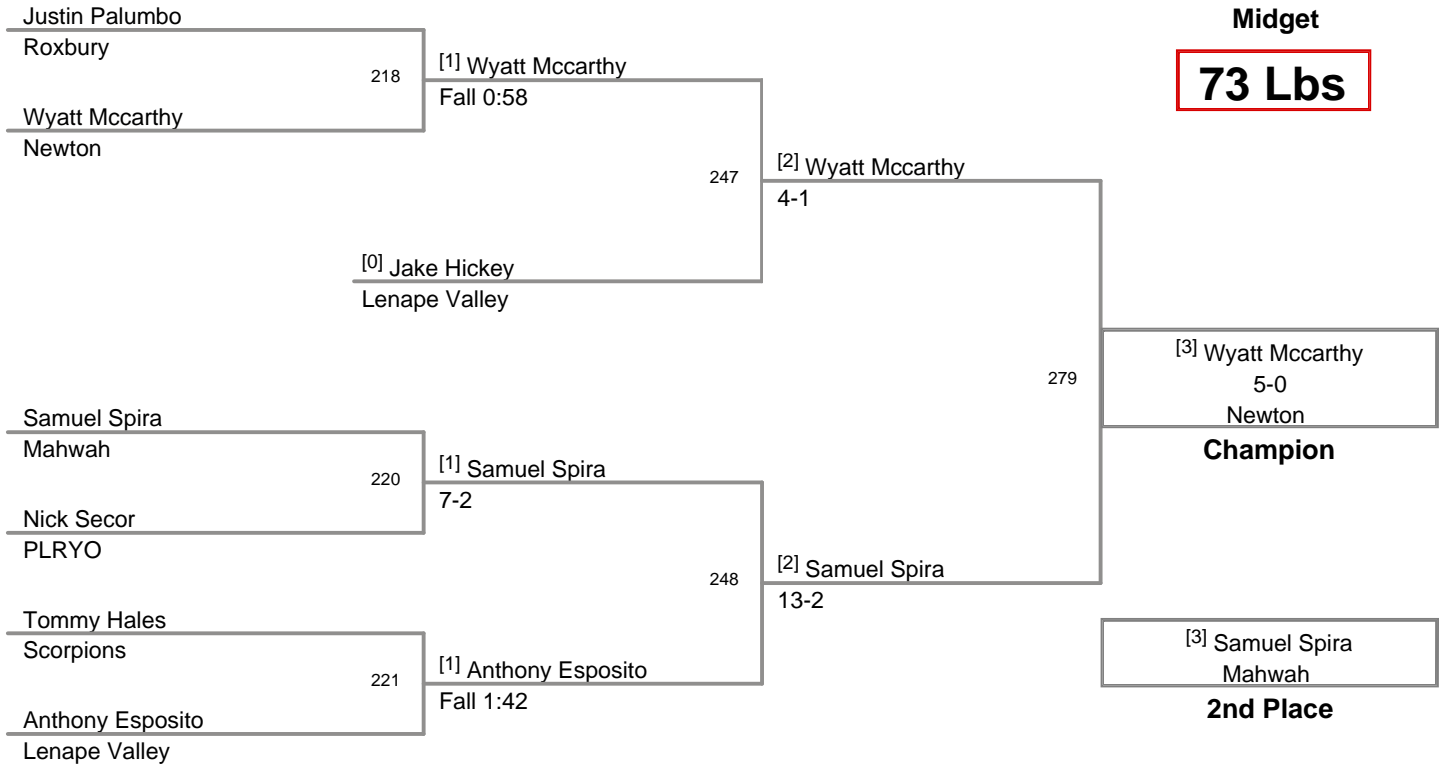 Justin Palumbo
Roxbury
218
Wyatt Mccarthy
Newton
[1] Wyatt Mccarthy
Fall 0:58
247
[0] Jake Hickey
Lenape Valley
[2] Wyatt Mccarthy
4-1
Samuel Spira
Mahwah
220
Nick Secor
PLRYO
[1] Samuel Spira
7-2
248
Tommy Hales
Scorpions
221
Anthony Esposito
Lenape Valley
[1] Anthony Esposito
Fall 1:42
[2] Samuel Spira
13-2
279
Midget
73 Lbs
[3] Wyatt Mccarthy
5-0
Newton
Champion
[3] Samuel Spira
Mahwah
2nd Place